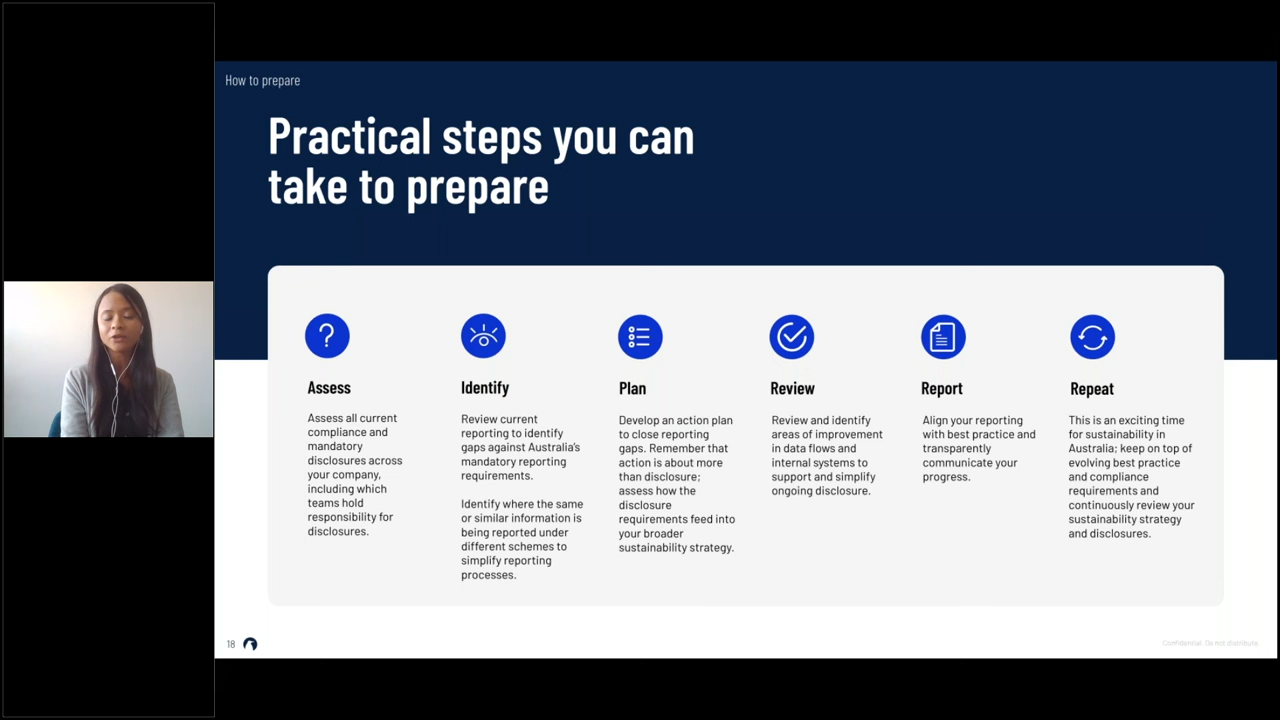 How to prepare
Practical steps you can
take to prepare
Assess
Assess all current
compliance and
mandatory
disclosures across
your company,
including which
teams hold
responsibility for
disclosures.
Identify
Review current
reporting to identify
gaps against Australia's
mandatory reporting
requirements.
Identify where the same
or similar information is
being reported under
different schemes to
simplify reporting
processes.
Plan
Develop an action plan
to close reporting
gaps. Remember that
action is about more
than disclosure;
assess how the
disclosure
requirements feed into
your broader
sustainability strategy.
Review
Review and identify
areas of improvement
in data flows and
internal systems to
support and simplify
ongoing disclosure.
Report
Align your reporting
with best practice and
transparently
communicate your
progress.
Repeat
This is an exciting time
for sustainability in
Australia; keep on top of
evolving best practice
and compliance
requirements and
continuously review your
sustainability strategy
and disclosures.
18
Confidential. Do not distribute.